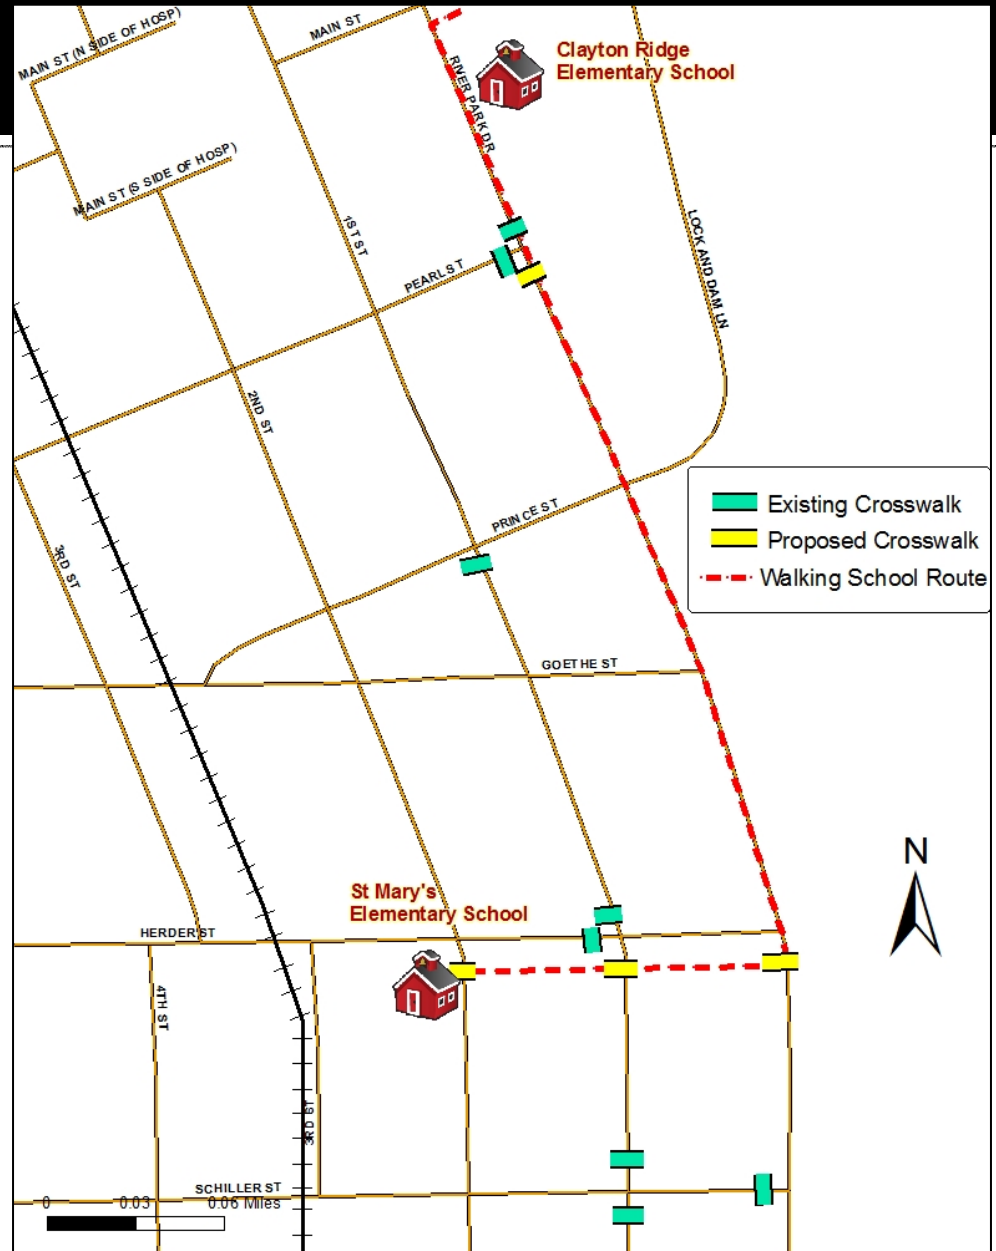 MAIN ST (N SIDE OF HOSP)
MAIN ST
RIVER PARK DR
Clayton Ridge
Elementary School
MAIN ST (S SIDE OF HOSP)
1ST ST
PEARL ST
LOCK AND DAM LN
2ND ST
PRINCE ST
Existing Crosswalk
Proposed Crosswalk
Walking School Route
3RD ST
GOETHE ST
N
St Mary's
Elementary School
HERDER ST
4TH ST
3RD ST
SCHILLER ST
0 0.03 0.06 Miles